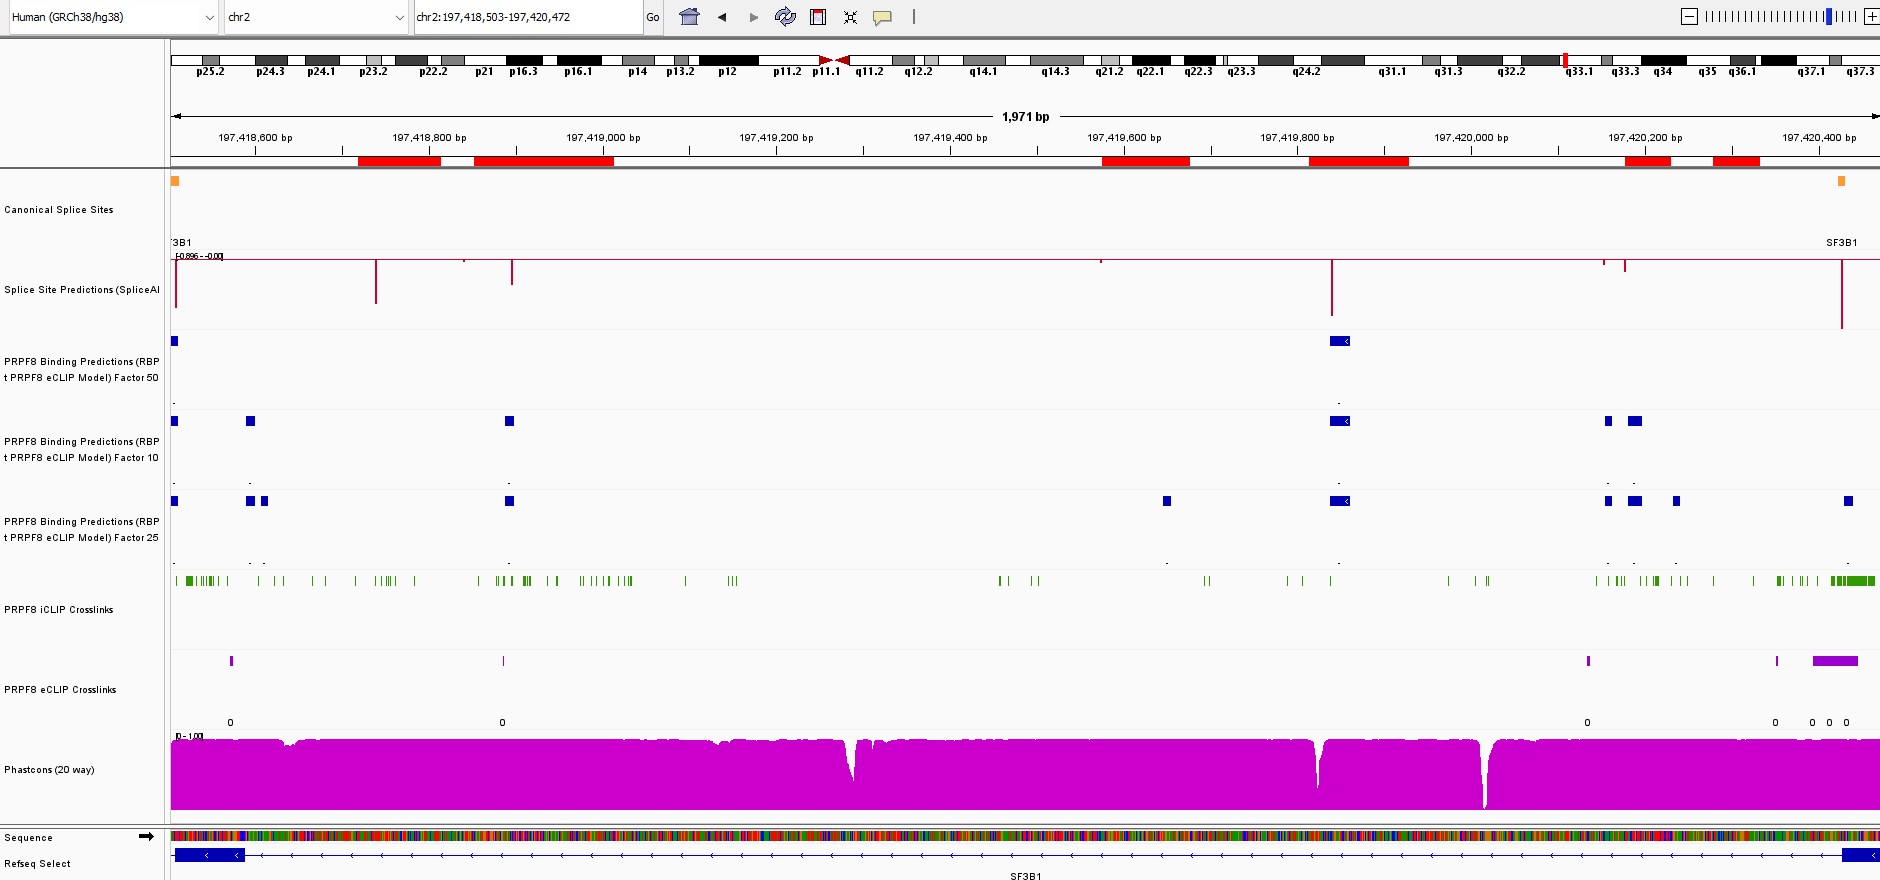 Human (GRCh38/hg38) chr2 chr2:197,418,503-197,420,472 Go
p25.2 p24.3 p24.1 p23.2 p22.2 p21 p16.3 p16.1 p14 p13.2 p12 p11.2 p11.1 q11.2 q12.2 q14.1 q14.3 q21.2 q22.1 q22.3 q23.3 q24.2 q31.1 q31.3 q32.2 q33.1 q33.3 q34 q35 q36.1 q37.1 q37.3
1,971 bp
197,418,600 bp 197,418,800 bp 197,419,000 bp 197,419,200 bp 197,419,400 bp 197,419,600 bp 197,419,800 bp 197,420,000 bp 197,420,200 bp 197,420,400 bp
Canonical Splice Sites
3B1 SF3B1
[-0.896 - -0.00]
Splice Site Predictions (SpliceAI
PRPF8 Binding Predictions (RBP
t PRPF8 eCLIP Model) Factor 50
PRPF8 Binding Predictions (RBP
t PRPF8 eCLIP Model) Factor 10
PRPF8 Binding Predictions (RBP
t PRPF8 eCLIP Model) Factor 25
PRPF8 iCLIP Crosslinks
PRPF8 eCLIP Crosslinks
0 0 0 0 0 0 0
[0 - 1.00]
Phastcons (20 way)
Sequence
Refseq Select
SF3B1